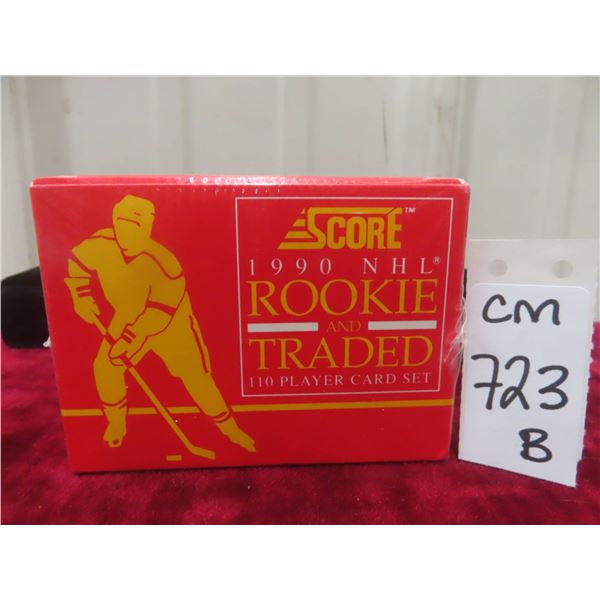 SCORE™
1990 NHL®
ROOKIE
AND
TRADED
110 PLAYER CARD SET
CM
723
B